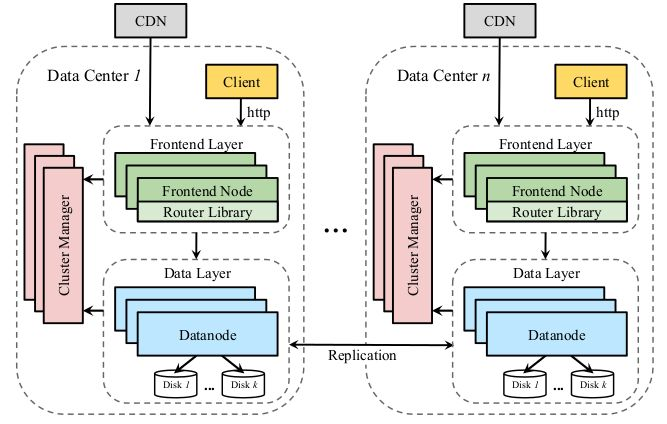 CDN
Data Center 1
Client
http
Frontend Layer
Frontend Node
Router Library
Cluster Manager
Data Layer
Datanode
Disk 1
...
Disk k
...
Replication
CDN
Data Center n
Client
http
Frontend Layer
Frontend Node
Router Library
Cluster Manager
Data Layer
Datanode
Disk 1
...
Disk k